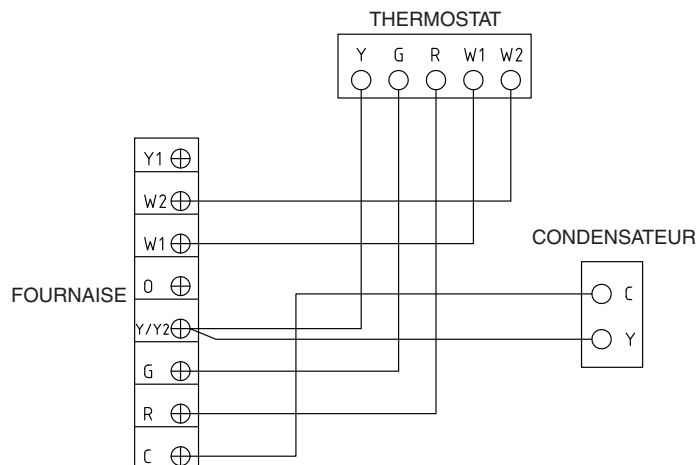 THERMOSTAT
Y G R W1 W2
Y1
W2
W1
CONDENSATEUR
O
C
FOURNAISE
Y/Y2
Y
G
R
C